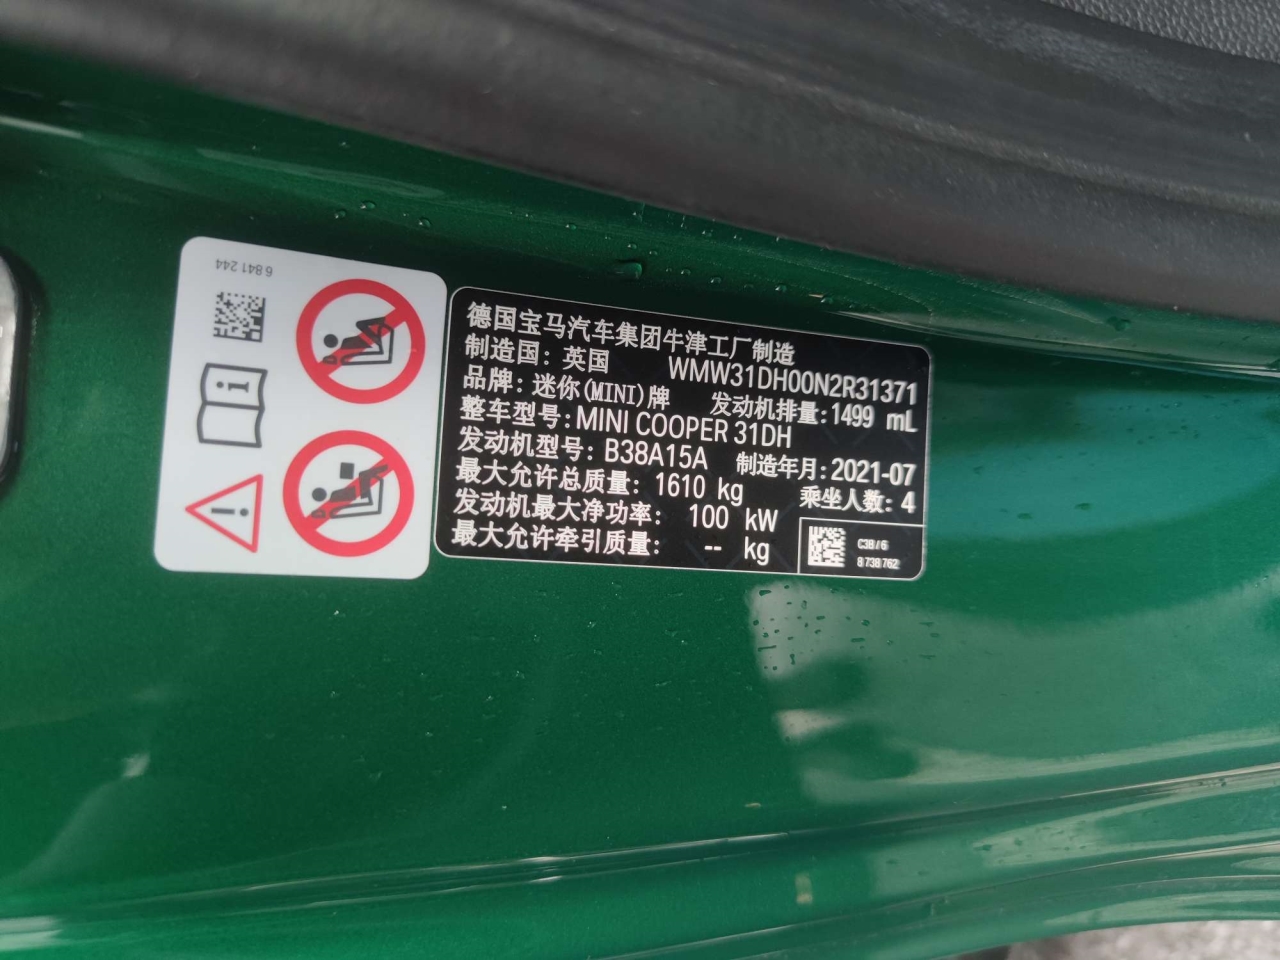 6 841 244
德国宝马汽车集团牛津工厂制造
制造国：英国 WMW31DH00N2R31371
品牌：迷你(MINI)牌 发动机排量：1499 mL
整车型号：MINI COOPER 31DH
发动机型号：B38A15A 制造年月：2021-07
最大允许总质量：1610 kg 乘坐人数：4
发动机最大净功率： 100 kW
最大允许牵引质量： -- kg
C38/6
8 738 762